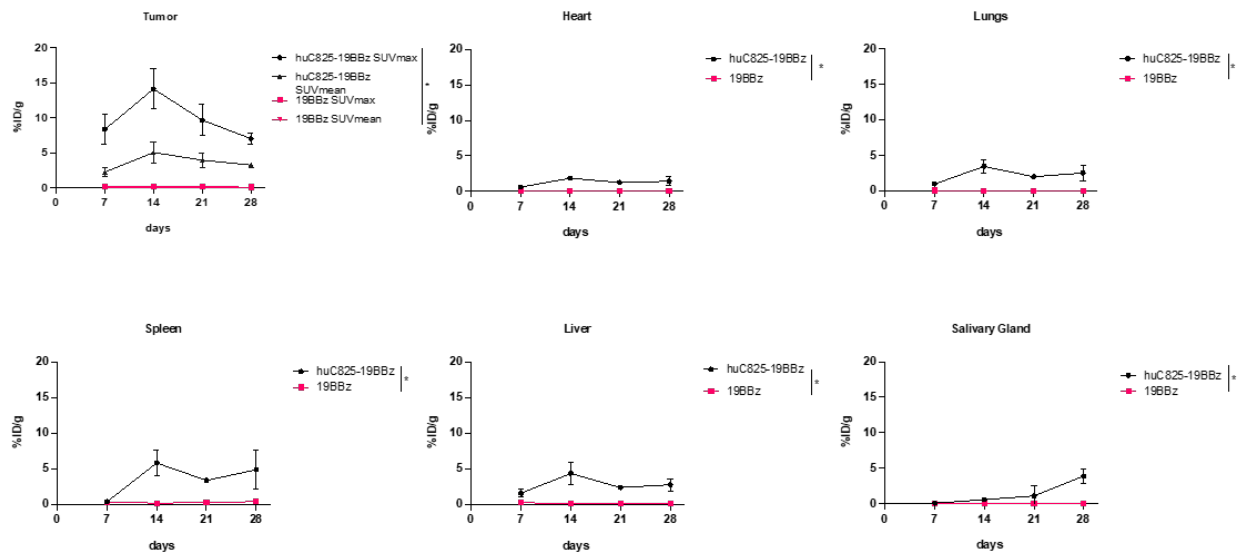 Tumor
20
15
10
5
0
%ID/g
0 7 14 21 28
days
huC825-19BBz SUVmax
huC825-19BBz
SUVmean
19BBz SUVmax
19BBz SUVmean
*
Heart
20
15
10
5
0
%ID/g
0 7 14 21 28
days
huC825-19BBz
19BBz
*
Lungs
20
15
10
5
0
%ID/g
0 7 14 21 28
days
huC825-19BBz
19BBz
*
Spleen
20
15
10
5
0
%ID/g
0 7 14 21 28
days
huC825-19BBz
19BBz
*
Liver
20
15
10
5
0
%ID/g
0 7 14 21 28
days
huC825-19BBz
19BBz
*
Salivary Gland
20
15
10
5
0
%ID/g
0 7 14 21 28
days
huC825-19BBz
19BBz
*